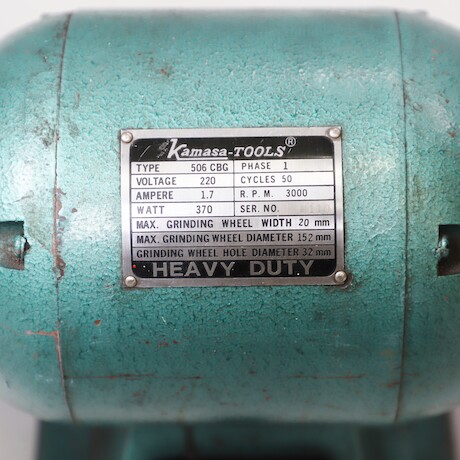 Kamasa-TOOLS®
TYPE 506 CBG PHASE 1
VOLTAGE 220 CYCLES 50
AMPERE 1.7 R.P.M. 3000
WATT 370 SER. NO.
MAX. GRINDING WHEEL WIDTH 20 mm
MAX. GRINDING WHEEL DIAMETER 152 mm
GRINDING WHEEL HOLE DIAMETER 32 mm
HEAVY DUTY